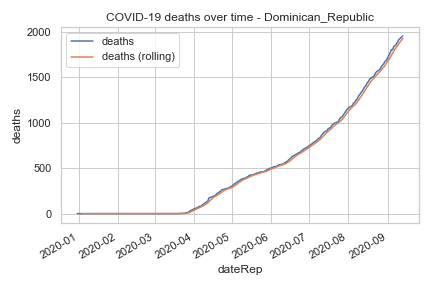 COVID-19 deaths over time - Dominican_Republic
deaths
deaths (rolling)
2000
1500
1000
500
0
deaths
2020-01
2020-02
2020-03
2020-04
2020-05
2020-06
2020-07
2020-08
2020-09
dateRep